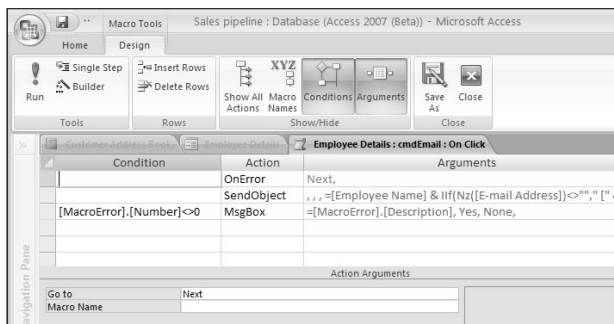 Macro Tools Sales pipeline : Database (Access 2007 (Beta)) - Microsoft Access
Home Design
Run
Single Step
Builder
Tools
Insert Rows
Delete Rows
Rows
Show All Actions
XYZ
Macro Names
Conditions
Arguments
Show/Hide
Save As
Close
Close
Customer Address Book Employee Details Employee Details : cmdEmail : On Click
Condition Action Arguments
OnError Next,
SendObject , , , =[Employee Name] & IIf(Nz([E-mail Address])<>""," [" &
[MacroError].[Number]<>0 MsgBox =[MacroError].[Description], Yes, None,
Action Arguments
Go to Next
Macro Name
avigation Pane